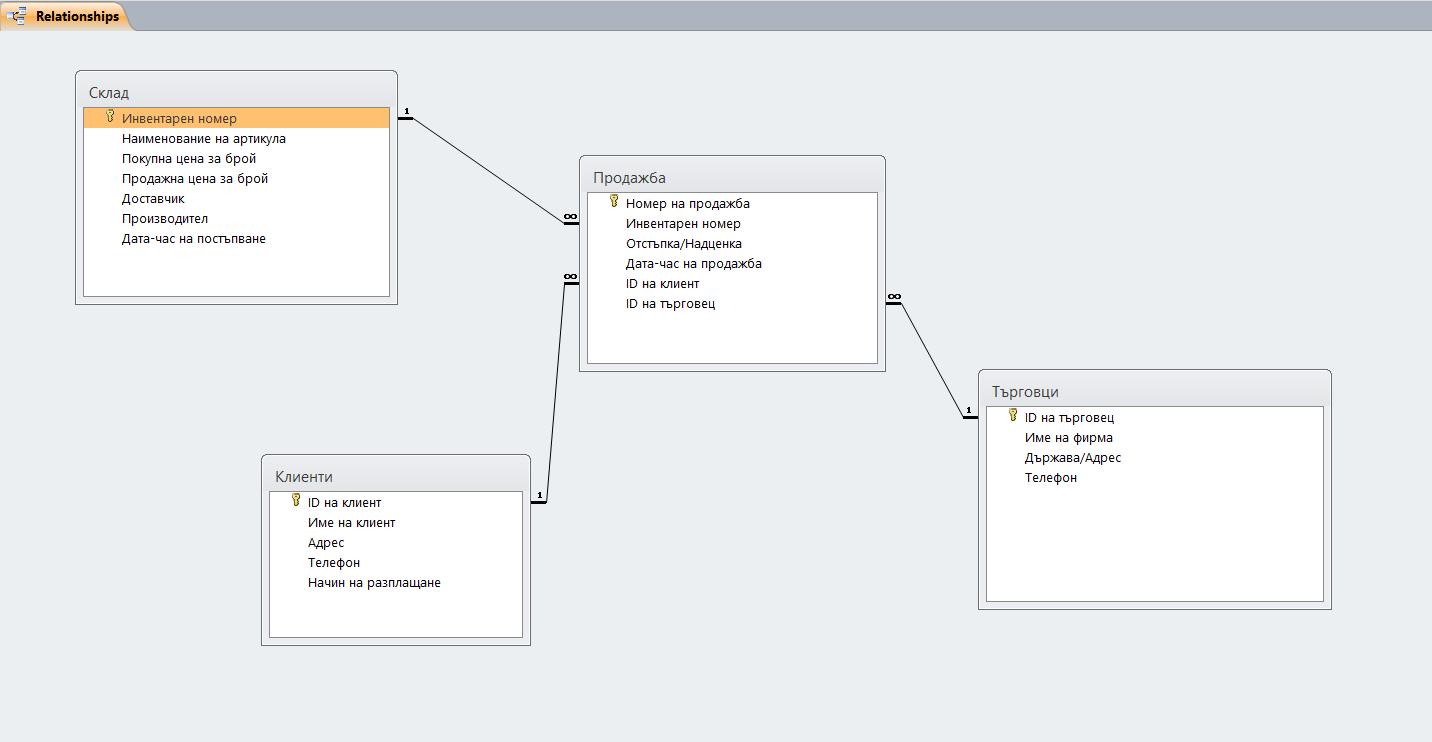 Relationships
Склад
Инвентарен номер
Наименование на артикула
Покупна цена за брой
Продажна цена за брой
Доставчик
Производител
Дата-час на постъпване
1
∞
Продажба
Номер на продажба
Инвентарен номер
Отстъпка/Надценка
Дата-час на продажба
ID на клиент
ID на търговец
∞
∞
1
Търговци
ID на търговец
Име на фирма
Държава/Адрес
Телефон
Клиенти
ID на клиент
Име на клиент
Адрес
Телефон
Начин на разплащане
1